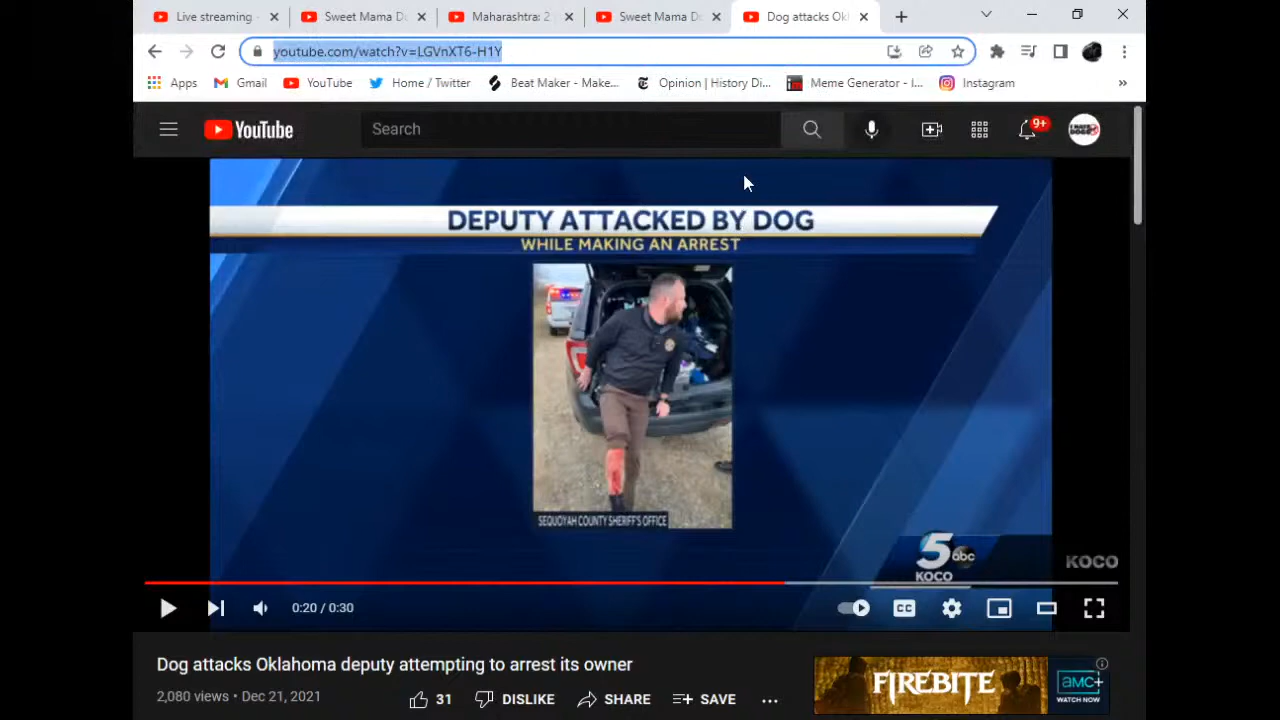 Live streaming
Sweet Mama D
Maharashtra: 2
Sweet Mama D
Dog attacks Okl
youtube.com/watch?v=LGVnXT6-H1Y
Apps
Gmail
YouTube
Home / Twitter
Beat Maker - Make...
Opinion | History Di...
Meme Generator - I...
Instagram
»
YouTube
Search
9+
DEPUTY ATTACKED BY DOG
WHILE MAKING AN ARREST
SEQUOYAH COUNTY SHERIFF'S OFFICE
5 abc
KOCO
KOCO
0:20 / 0:30
CC
Dog attacks Oklahoma deputy attempting to arrest its owner
2,080 views • Dec 21, 2021
31
DISLIKE
SHARE
SAVE
FIREBITE
amc+
WATCH NOW